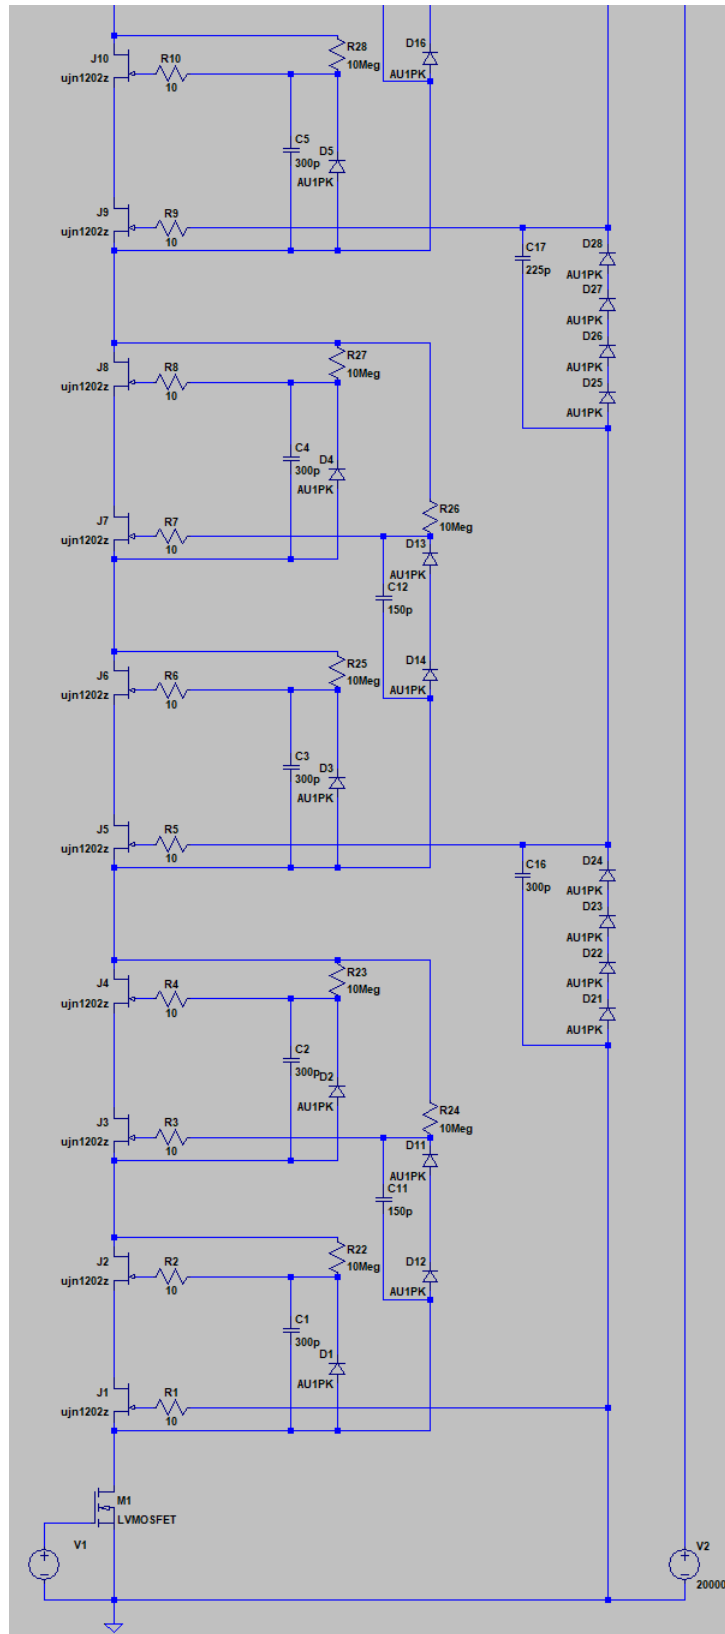 R28
10Meg
D16
AU1PK
J10
ujn1202z
R10
10
C5
300p
D5
AU1PK
J9
ujn1202z
R9
10
C17
225p
D28
AU1PK
D27
AU1PK
D26
AU1PK
D25
AU1PK
J8
ujn1202z
R8
10
R27
10Meg
C4
300p
D4
AU1PK
J7
ujn1202z
R7
10
R26
10Meg
D13
AU1PK
C12
150p
J6
ujn1202z
R6
10
R25
10Meg
D14
AU1PK
C3
300p
D3
AU1PK
J5
ujn1202z
R5
10
C16
300p
D24
AU1PK
D23
AU1PK
D22
AU1PK
D21
AU1PK
J4
ujn1202z
R4
10
R23
10Meg
C2
300p
D2
AU1PK
J3
ujn1202z
R3
10
R24
10Meg
D11
AU1PK
C11
150p
J2
ujn1202z
R2
10
R22
10Meg
D12
AU1PK
C1
300p
D1
AU1PK
J1
ujn1202z
R1
10
M1
LVMOSFET
V1
V2
20000